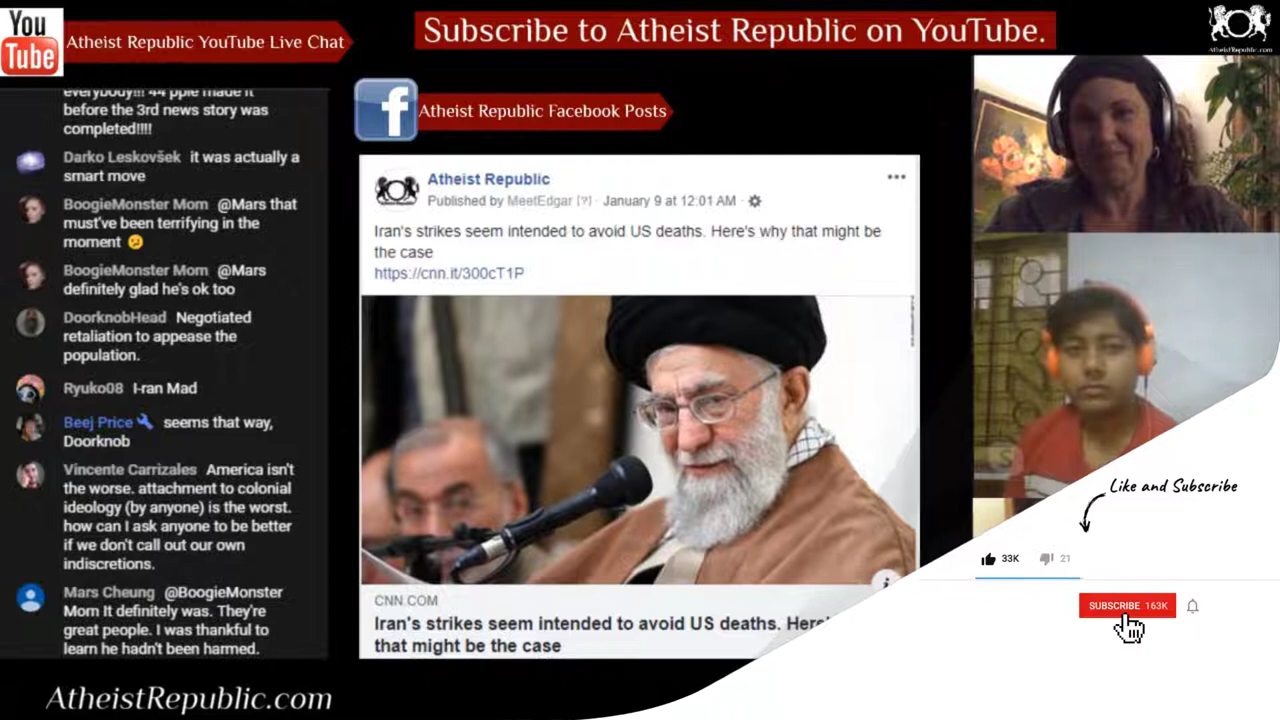 You
Tube
Atheist Republic YouTube Live Chat
Subscribe to Atheist Republic on YouTube.
AtheistRepublic.com
everybody!!! 44 pple made it
before the 3rd news story was
completed!!!!
Darko Leskovšek it was actually a
smart move
BoogieMonster Mom @Mars that
must've been terrifying in the
moment
BoogieMonster Mom @Mars
definitely glad he's ok too
DoorknobHead Negotiated
retaliation to appease the
population.
Ryuko08 I-ran Mad
Beej Price seems that way,
Doorknob
Vincente Carrizales America isn't
the worse. attachment to colonial
ideology (by anyone) is the worst.
how can I ask anyone to be better
if we don't call out our own
indiscretions.
Mars Cheung @BoogieMonster
Mom It definitely was. They're
great people. I was thankful to
learn he hadn't been harmed.
f
Atheist Republic Facebook Posts
Atheist Republic
Published by MeetEdgar [?] · January 9 at 12:01 AM ·
Iran's strikes seem intended to avoid US deaths. Here's why that might be
the case
https://cnn.it/300cT1P
CNN.COM
Iran's strikes seem intended to avoid US deaths. Here'
that might be the case
Like and Subscribe
33K 21
SUBSCRIBE 163K
AtheistRepublic.com